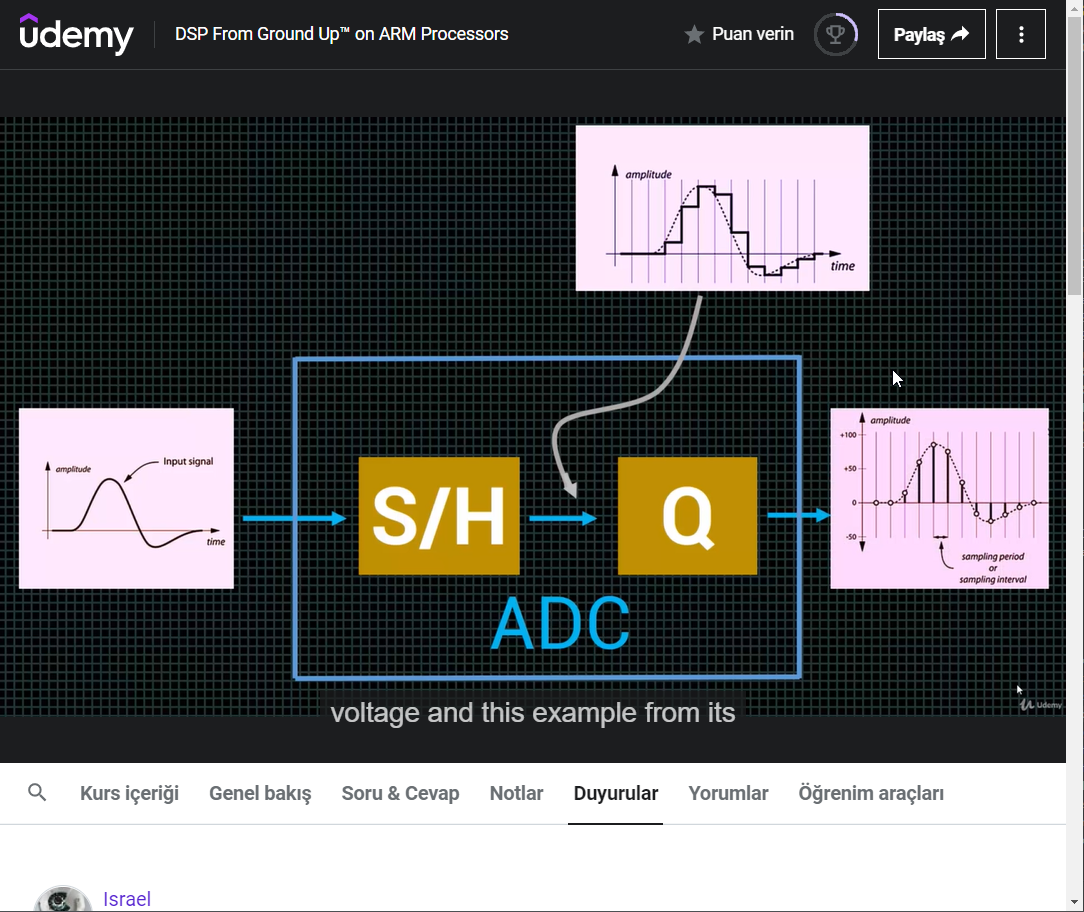 udemy
DSP From Ground Up™ on ARM Processors
Puan verin
Paylaş
amplitude
time
amplitude
Input signal
time
S/H
Q
ADC
amplitude
+100
+50
0
-50
sampling period
or
sampling interval
voltage and this example from its
Udemy
Kurs içeriği
Genel bakış
Soru & Cevap
Notlar
Duyurular
Yorumlar
Öğrenim araçları
Israel